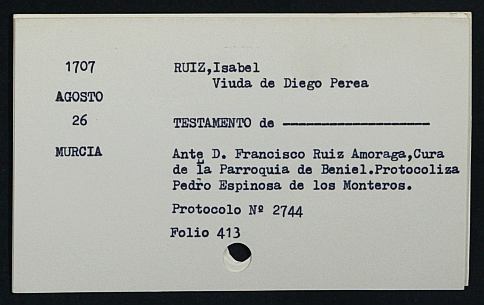 1707
RUIZ,Isabel
Viuda de Diego Perea
AGOSTO
26
TESTAMENTO de -------------------
MURCIA
Ante D. Francisco Ruiz Amoraga,Cura
de la Parroquia de Beniel.Protocoliza
Pedro Espinosa de los Monteros.
Protocolo Nº 2744
Folio 413